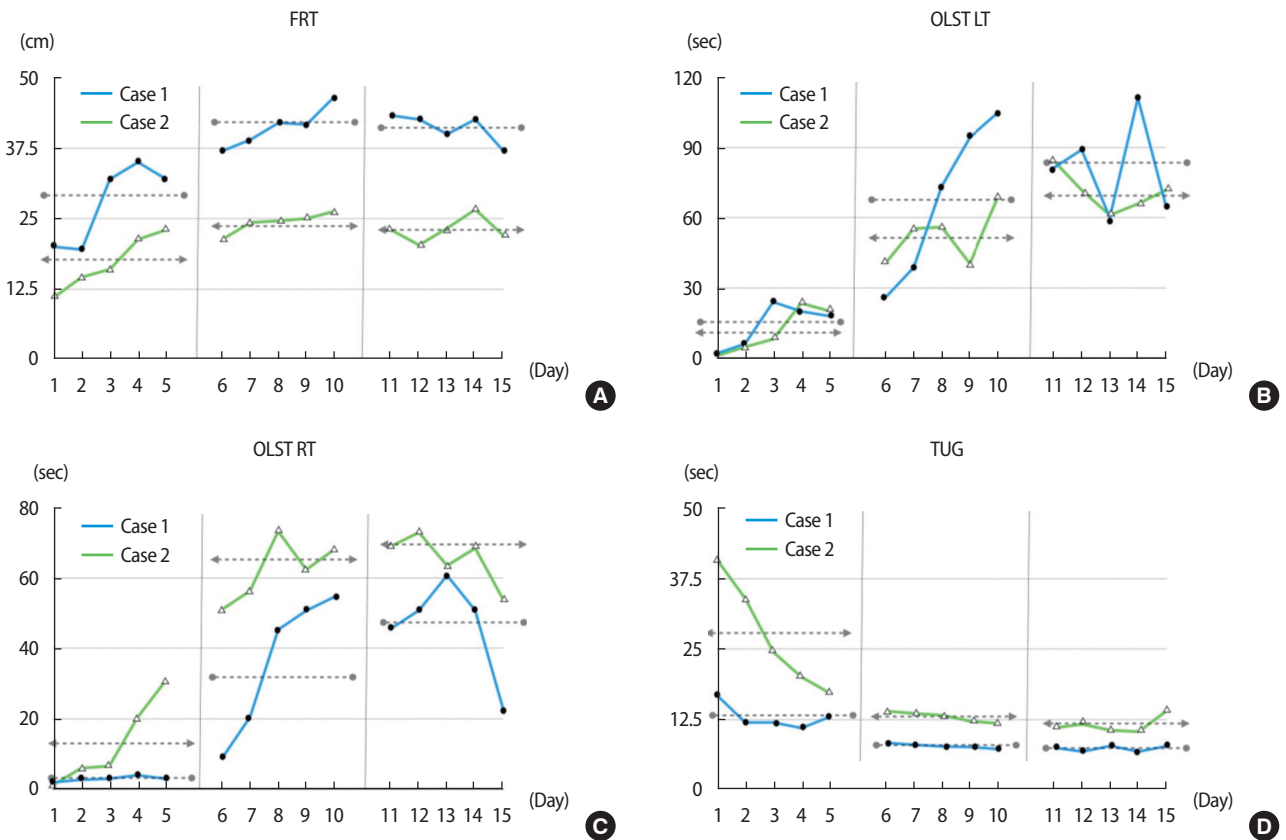 FRT
(cm)
50
37.5
25
12.5
0
Case 1
Case 2
1 2 3 4 5 6 7 8 9 10 11 12 13 14 15
(Day)
A
OLST LT
(sec)
120
90
60
30
0
Case 1
Case 2
1 2 3 4 5 6 7 8 9 10 11 12 13 14 15
(Day)
B
OLST RT
(sec)
80
60
40
20
0
Case 1
Case 2
1 2 3 4 5 6 7 8 9 10 11 12 13 14 15
(Day)
C
TUG
(sec)
50
37.5
25
12.5
0
Case 1
Case 2
1 2 3 4 5 6 7 8 9 10 11 12 13 14 15
(Day)
D